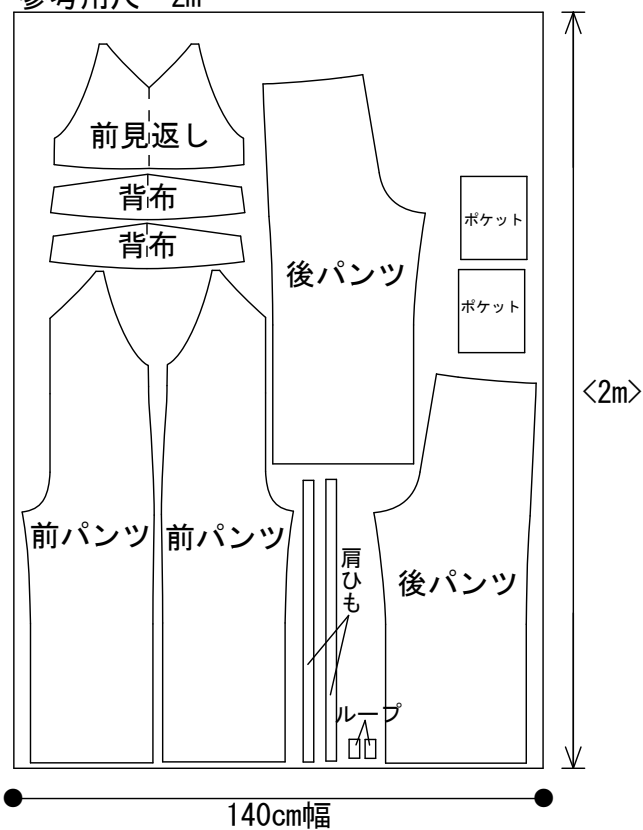 参考用尺 2m
前見返し
背布
背布
後パンツ
ポケット
ポケット
<2m>
前パンツ
前パンツ
肩ひも
後パンツ
ループ
140cm幅